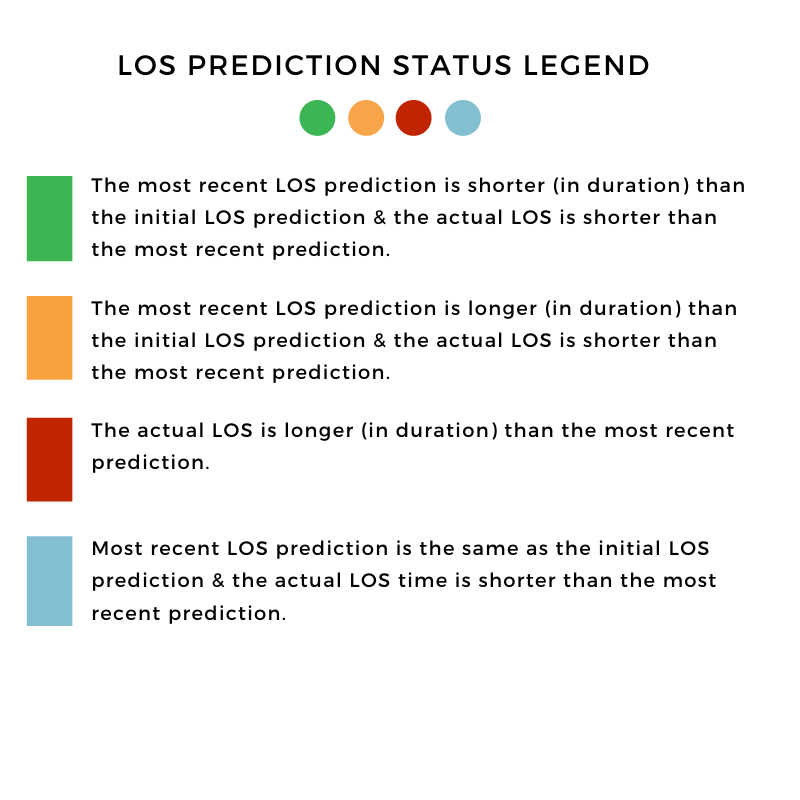 LOS PREDICTION STATUS LEGEND
The most recent LOS prediction is shorter (in duration) than
the initial LOS prediction & the actual LOS is shorter than
the most recent prediction.
The most recent LOS prediction is longer (in duration) than
the initial LOS prediction & the actual LOS is shorter than
the most recent prediction.
The actual LOS is longer (in duration) than the most recent
prediction.
Most recent LOS prediction is the same as the initial LOS
prediction & the actual LOS time is shorter than the most
recent prediction.